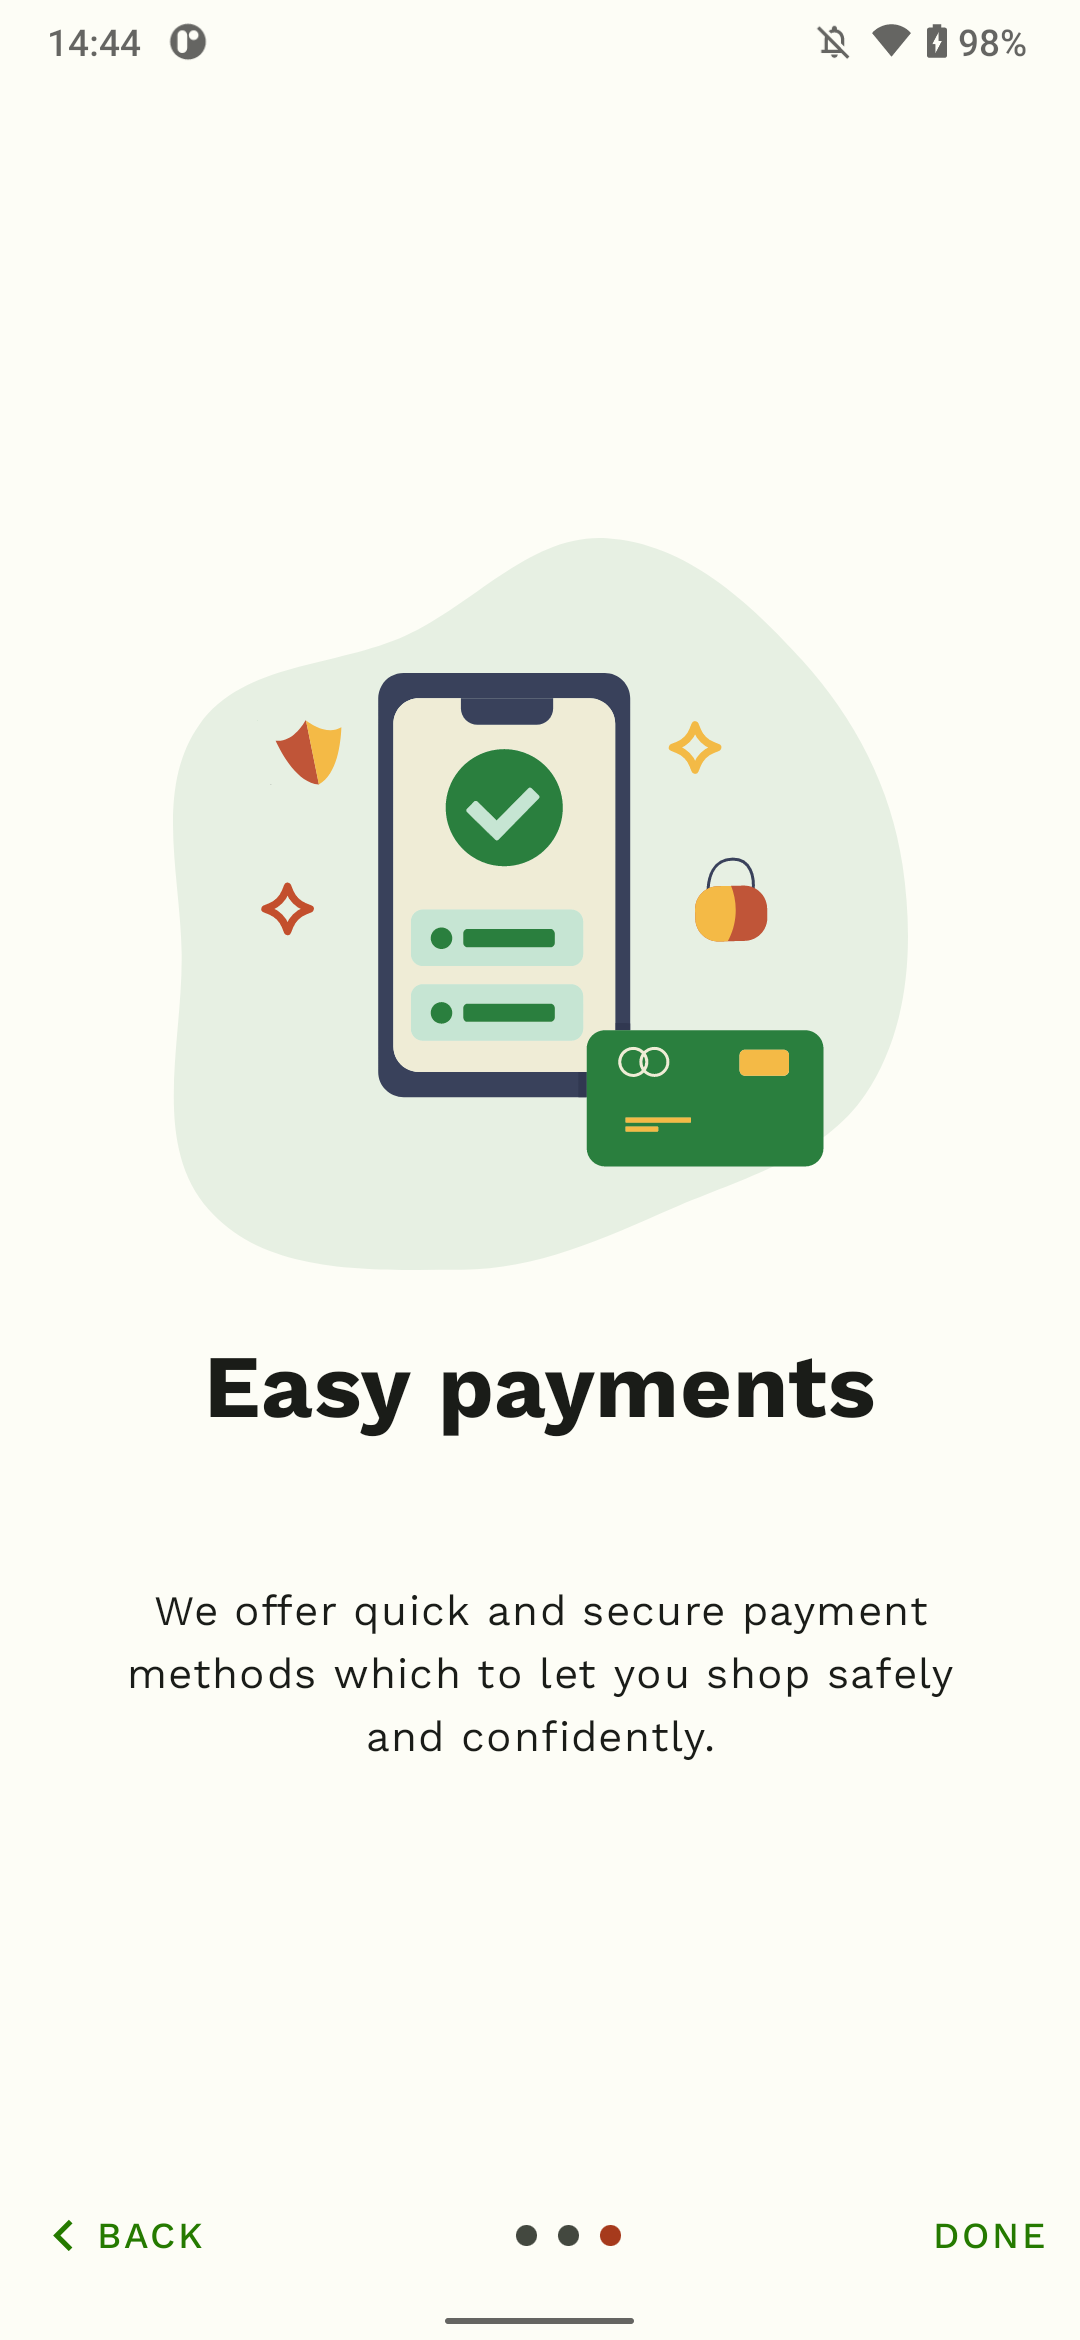 14:44
98%
Easy payments
We offer quick and secure payment
methods which to let you shop safely
and confidently.
BACK
DONE